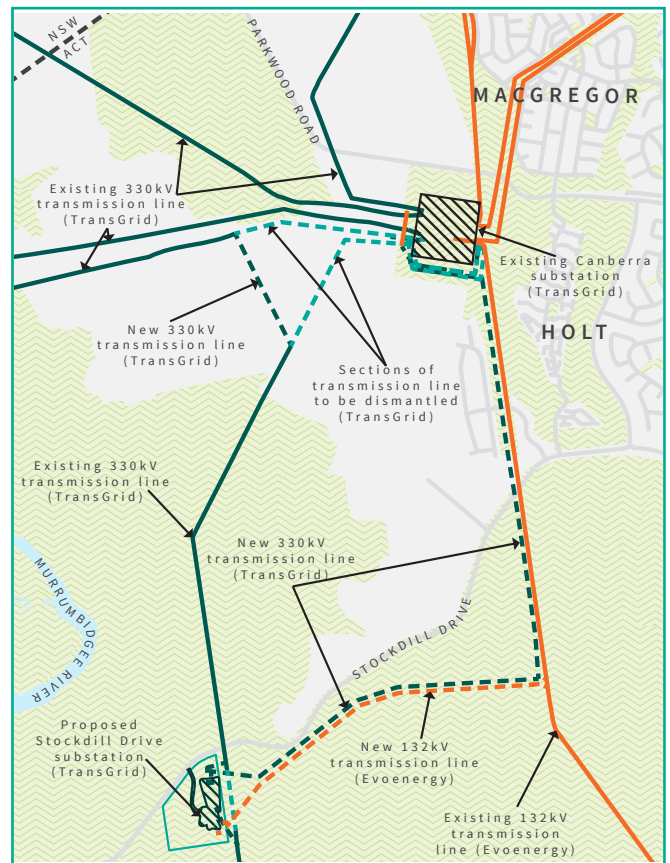 NSW
ACT
PARKWOOD ROAD
MACGREGOR
Existing 330kV
transmission line
(TransGrid)
Existing Canberra
substation
(TransGrid)
HOLT
New 330kV
transmission line
(TransGrid)
Sections of
transmission line
to be dismantled
(TransGrid)
Existing 330kV
transmission line
(TransGrid)
New 330kV
transmission line
(TransGrid)
MURRUMBIDGEE RIVER
STOCKDILL DRIVE
Proposed
Stockdill Drive
substation
(TransGrid)
New 132kV
transmission line
(Evoenergy)
Existing 132kV
transmission
line (Evoenergy)